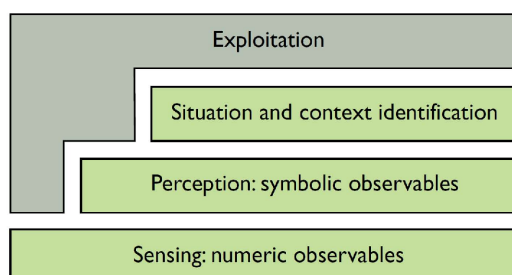 Exploitation
Situation and context identification
Perception: symbolic observables
Sensing: numeric observables